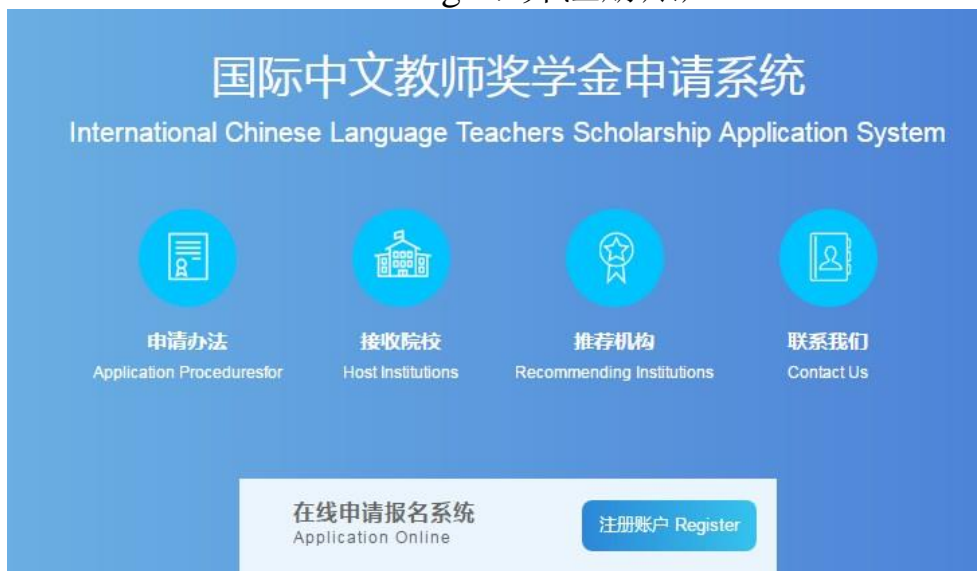 国际中文教师奖学金申请系统
International Chinese Language Teachers Scholarship Application System
申请办法
Application Proceduresfor
接收院校
Host Institutions
推荐机构
Recommending Institutions
联系我们
Contact Us
在线申请报名系统
Application Online
注册账户 Register